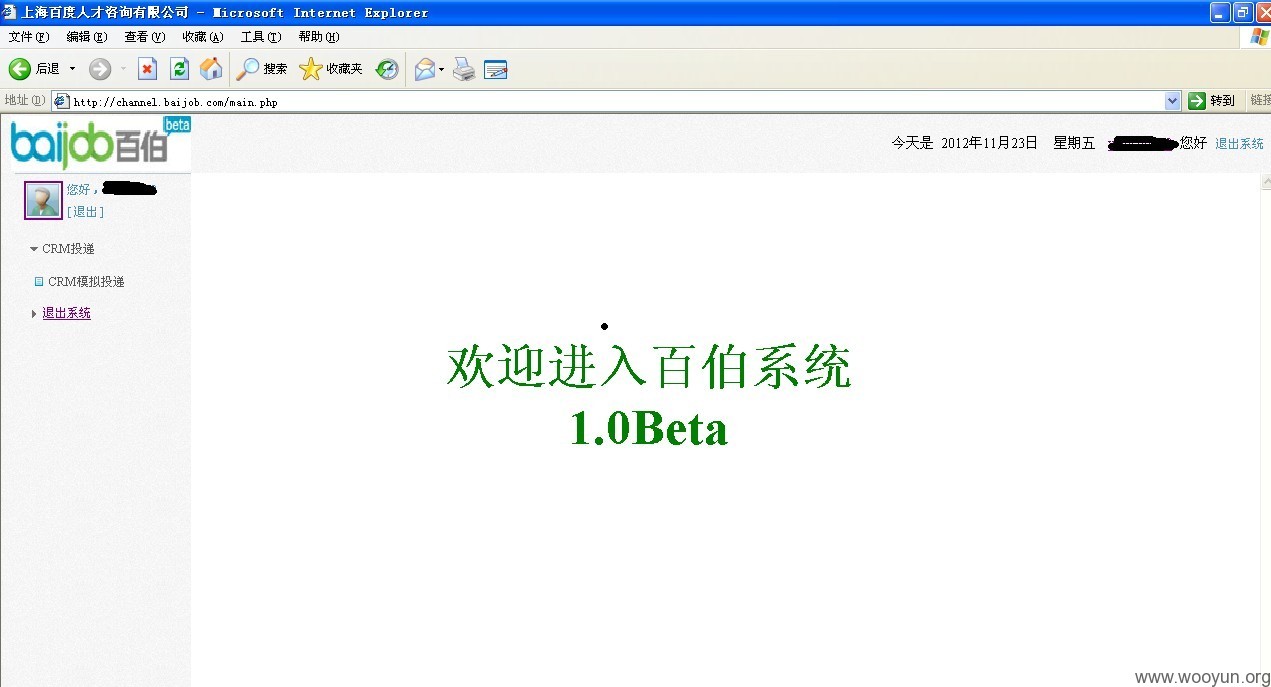 上海百度人才咨询有限公司 - Microsoft Internet Explorer
文件(F) 编辑(E) 查看(V) 收藏(A) 工具(T) 帮助(H)
后退 搜索 收藏夹
地址(D) http://channel.baijob.com/main.php 转到 链接
baijob百伯 beta
今天是 2012年11月23日 星期五 您好 退出系统
您好，
[退出]
CRM投递
CRM模拟投递
退出系统
欢迎进入百伯系统
1.0Beta
www.wooyun.org